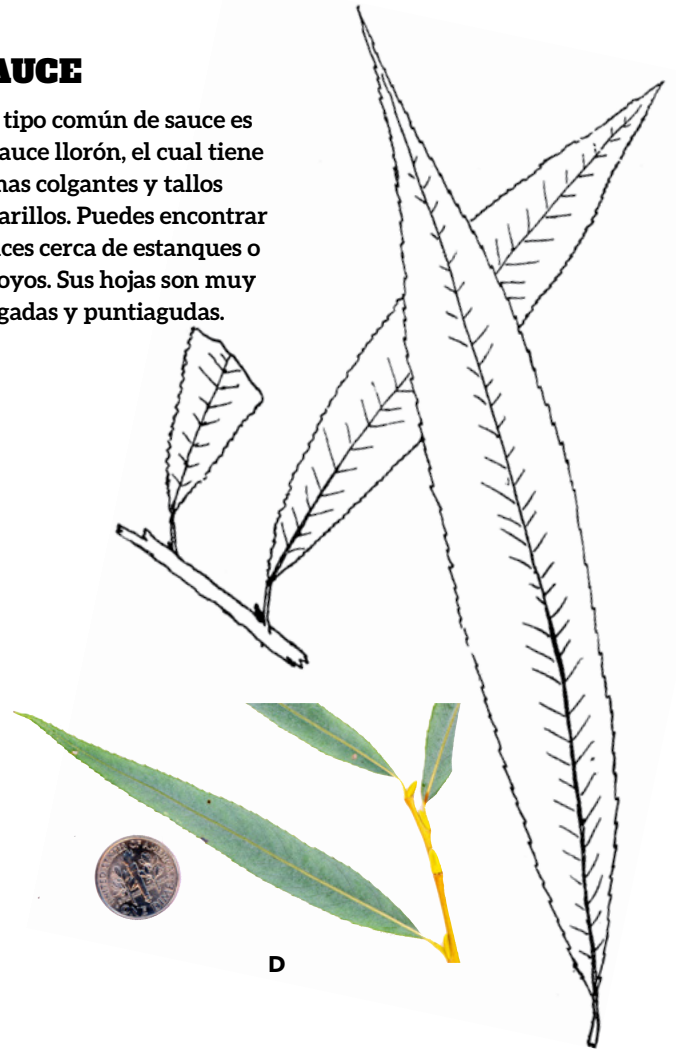 AUCE
tipo común de sauce es
auce llorón, el cual tiene
mas colgantes y tallos
arillos. Puedes encontrar
ces cerca de estanques o
oyos. Sus hojas son muy
gadas y puntiagudas.
D